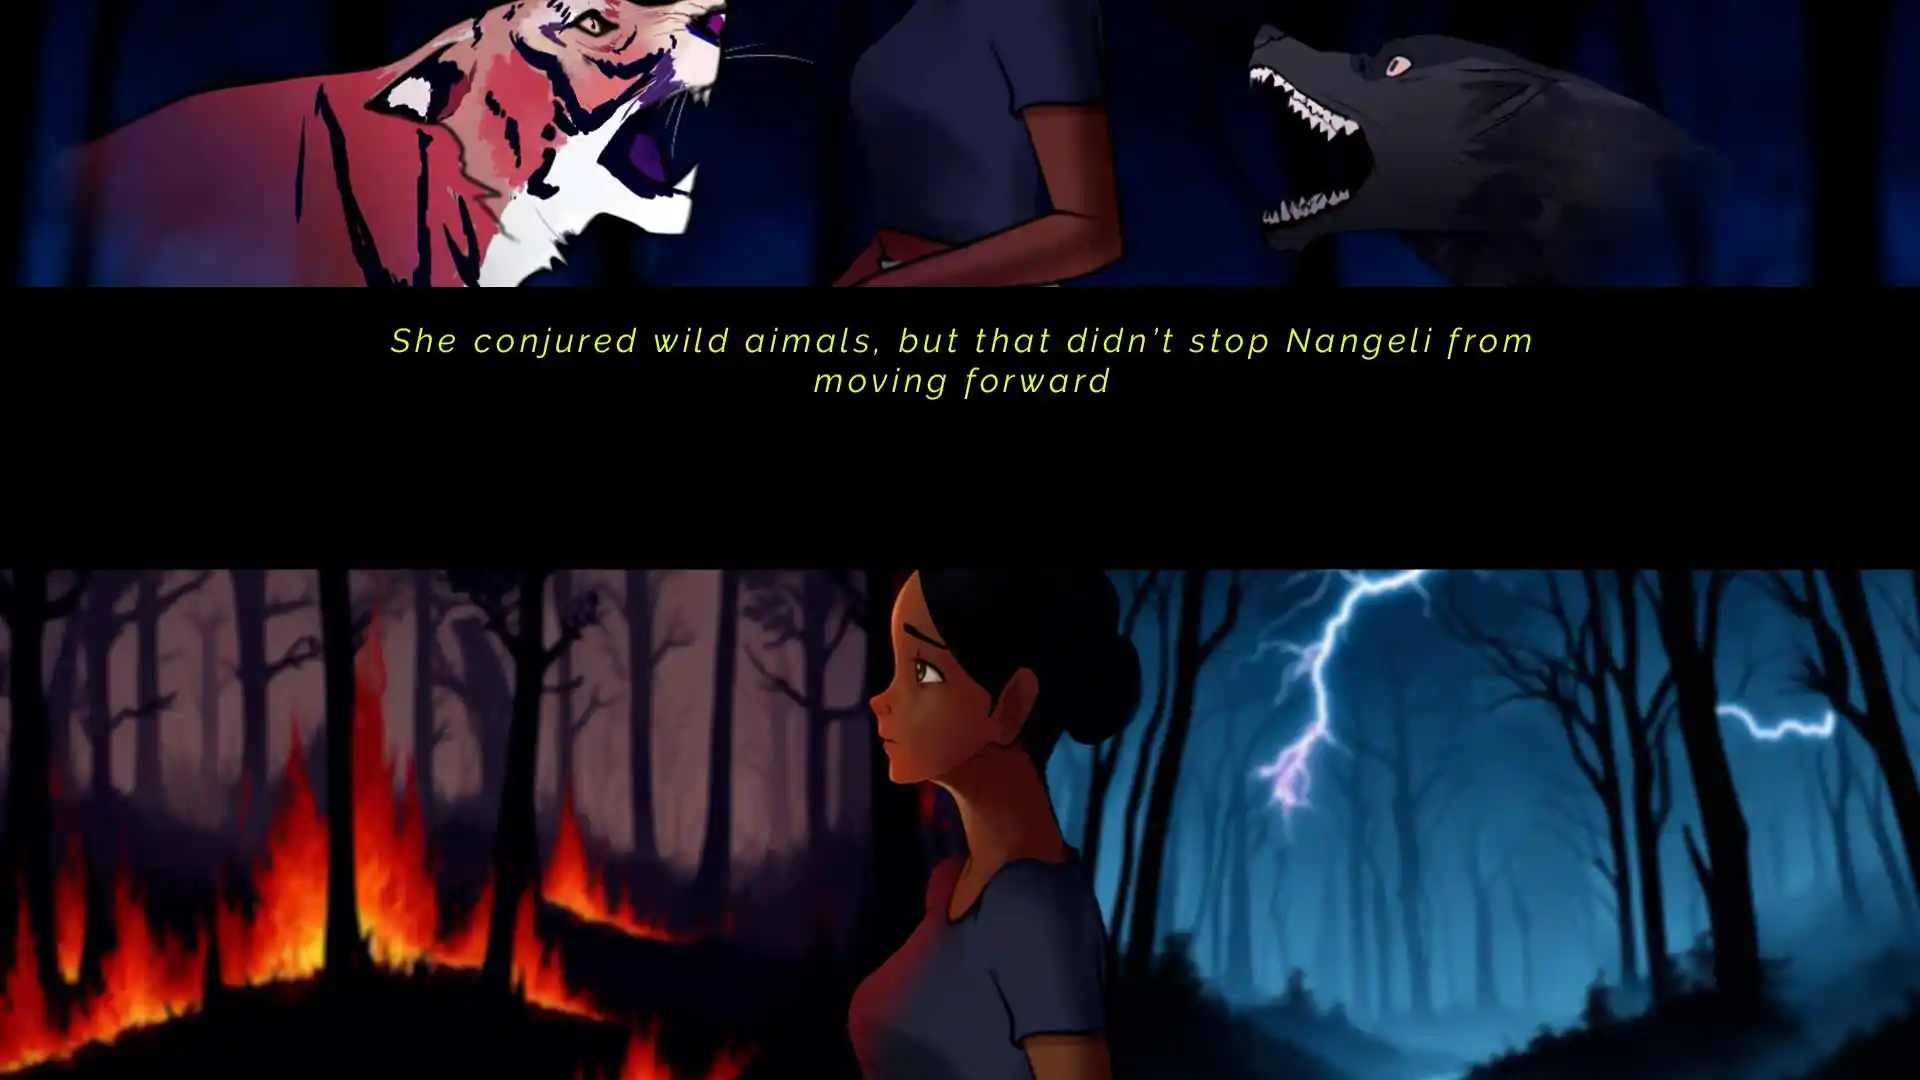 She conjured wild aimals, but that didn't stop Nangeli from
moving forward